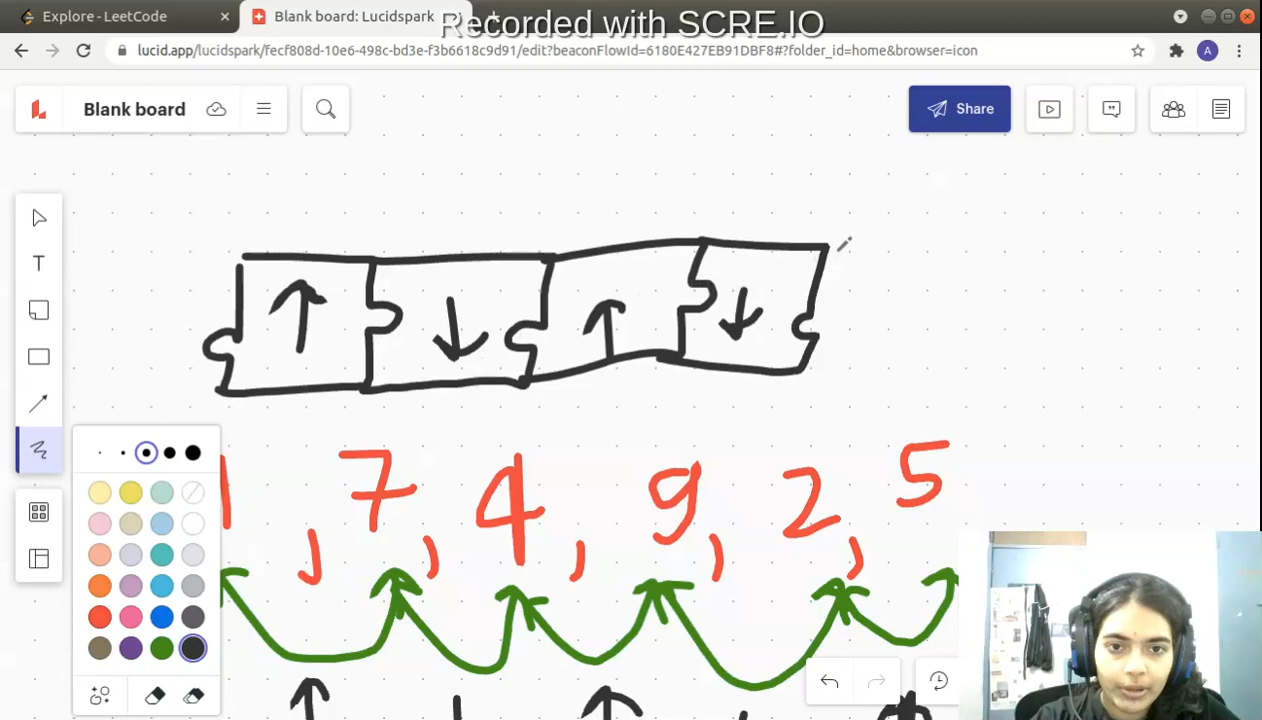 Explore - LeetCode
Blank board: Lucidspark
Recorded with SCRE.IO
lucid.app/lucidspark/fecf808d-10e6-498c-bd3e-f3b6618c9d91/edit?beaconFlowId=6180E427EB91DBF8#?folder_id=home&browser=icon
A
Blank board
Share
T
1, 7, 4, 9, 2, 5